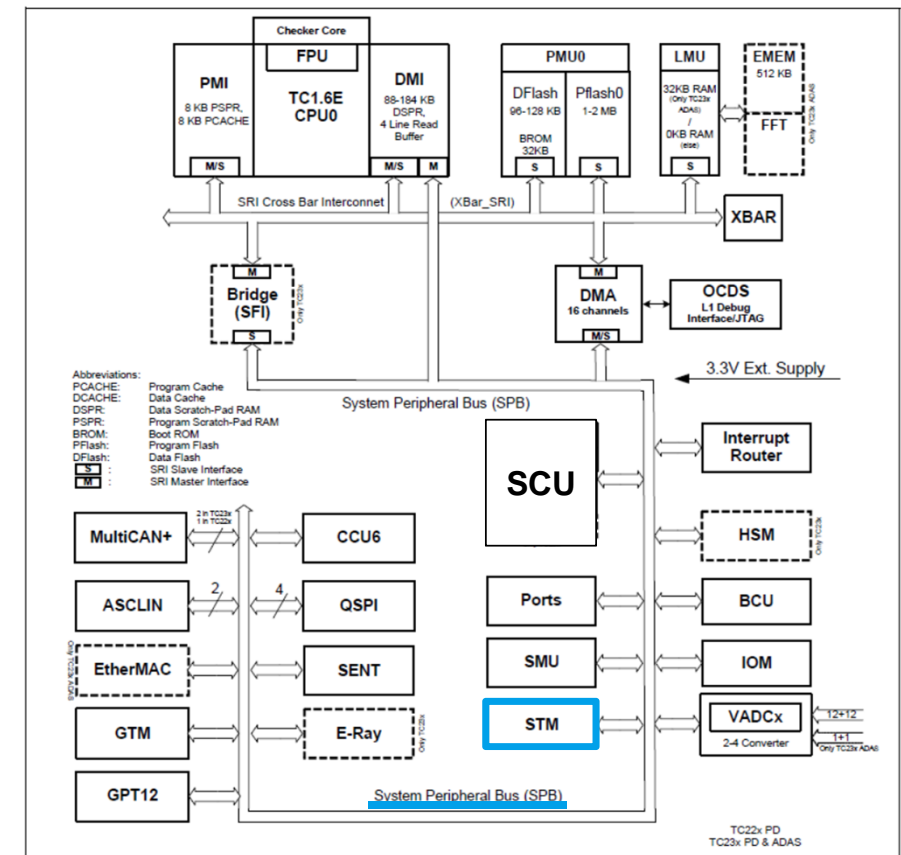 Checker Core
FPU
TC1.6E
CPU0
PMI
8 KB PSPR,
8 KB PCACHE
M/S
DMI
88-184 KB
DSPR,
4 Line Read
Buffer
M/S
M
PMU0
DFlash
96-128 KB
BROM
32KB
S
Pflash0
1-2 MB
S
LMU
32KB RAM
(Only TC23x
ADAS)
/
0KB RAM
(else)
S
EMEM
512 KB
FFT
Only TC23x ADAS
SRI Cross Bar Interconnet (XBar_SRI)
XBAR
M
Bridge
(SFI)
S
Only TC23x
M
DMA
16 channels
M/S
OCDS
L1 Debug
Interface/JTAG
3.3V Ext. Supply
System Peripheral Bus (SPB)
Abbreviations:
PCACHE: Program Cache
DCACHE: Data Cache
DSPR: Data Scratch-Pad RAM
PSPR: Program Scratch-Pad RAM
BROM: Boot ROM
PFlash: Program Flash
DFlash: Data Flash
S : SRI Slave Interface
M : SRI Master Interface
SCU
Interrupt
Router
HSM
Only TC23x
2 in TC23x
1 in TC22x
MultiCAN+
CCU6
ASCLIN
2
4
QSPI
Ports
BCU
Only TC23x ADAS
EtherMAC
SENT
SMU
IOM
GTM
E-Ray
Only TC23x
STM
VADCx
2-4 Converter
12+12
1+1
Only TC23x ADAS
GPT12
System Peripheral Bus (SPB)
TC22x PD
TC23x PD & ADAS